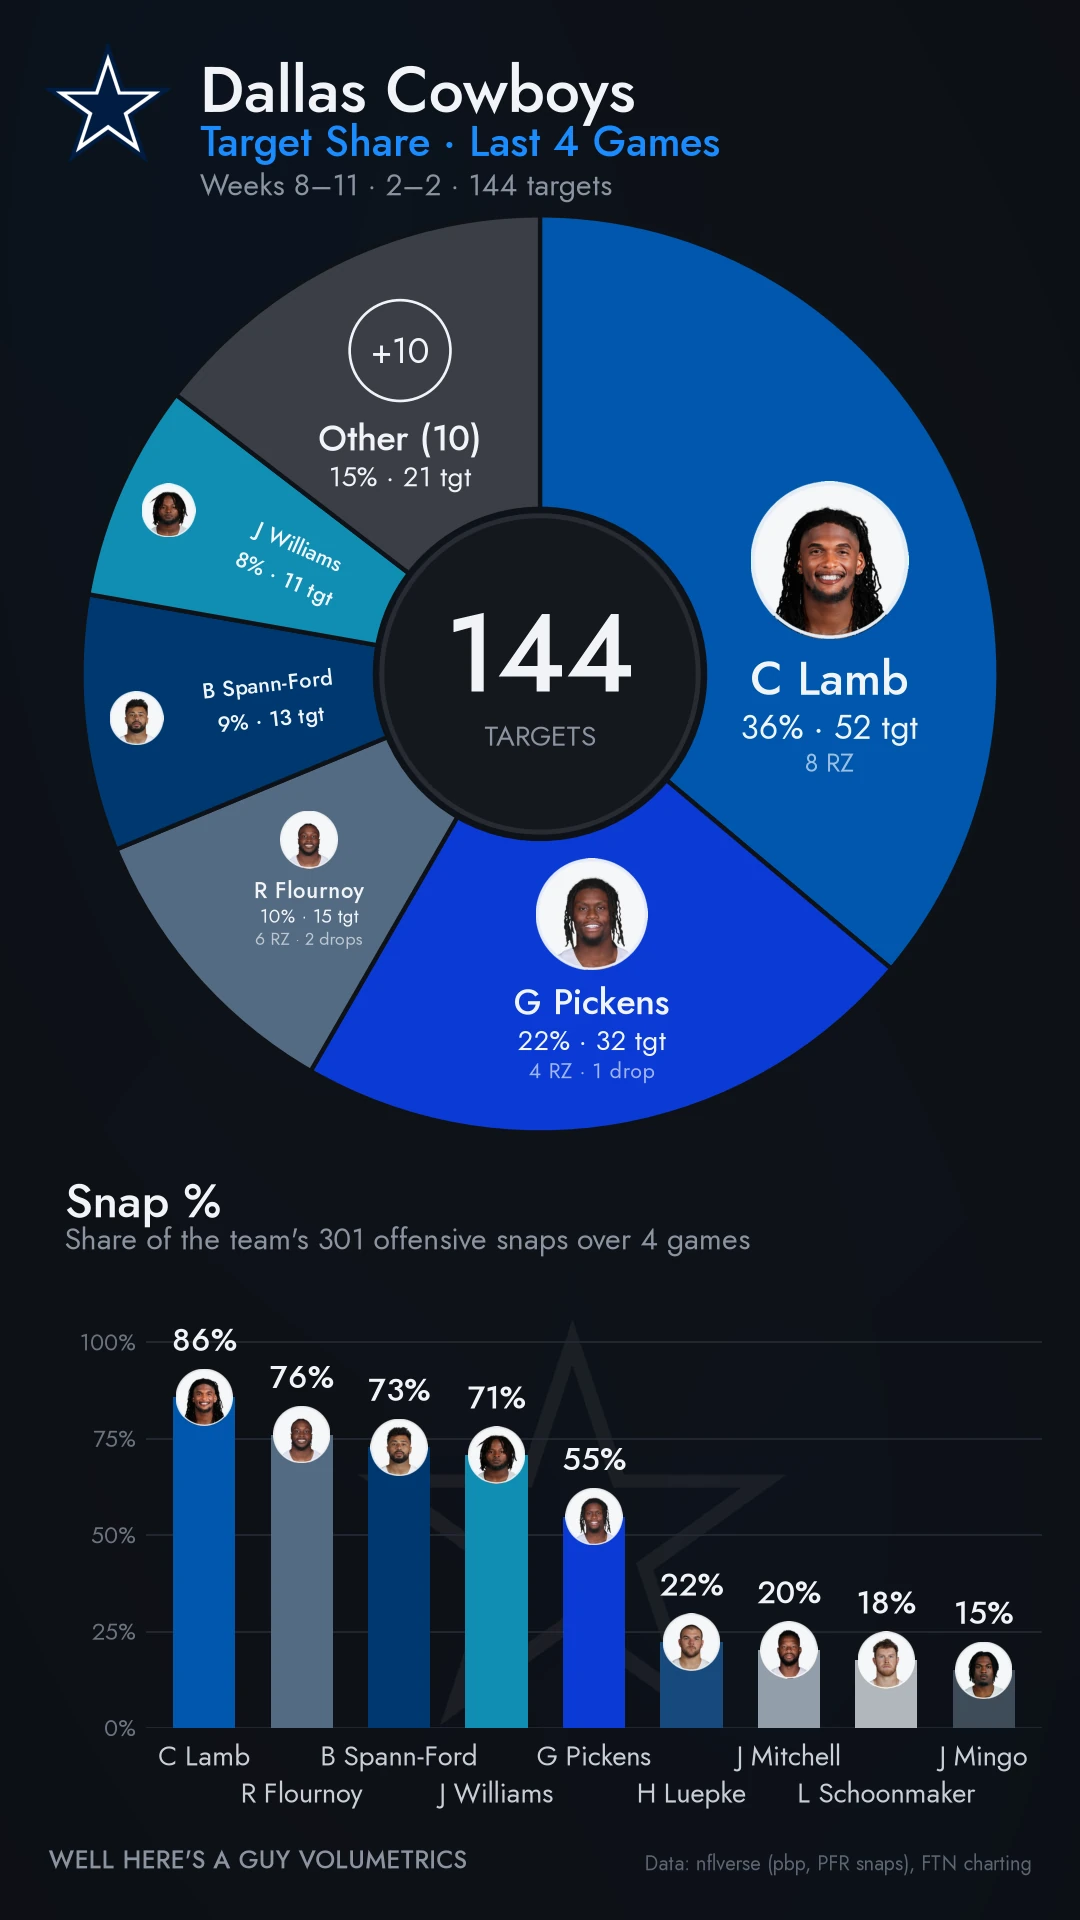 Dallas Cowboys
Target Share · Last 4 Games
Weeks 8–11 · 2–2 · 144 targets
+10
Other (10)
15% · 21 tgt
J Williams
8% · 11 tgt
B Spann-Ford
9% · 13 tgt
R Flournoy
10% · 15 tgt
6 RZ · 2 drops
G Pickens
22% · 32 tgt
4 RZ · 1 drop
C Lamb
36% · 52 tgt
8 RZ
144
TARGETS
Snap %
Share of the team's 301 offensive snaps over 4 games
100%
75%
50%
25%
0%
86%
76%
73%
71%
55%
22%
20%
18%
15%
C Lamb
R Flournoy
B Spann-Ford
J Williams
G Pickens
H Luepke
J Mitchell
L Schoonmaker
J Mingo
WELL HERE'S A GUY VOLUMETRICS
Data: nflverse (pbp, PFR snaps), FTN charting